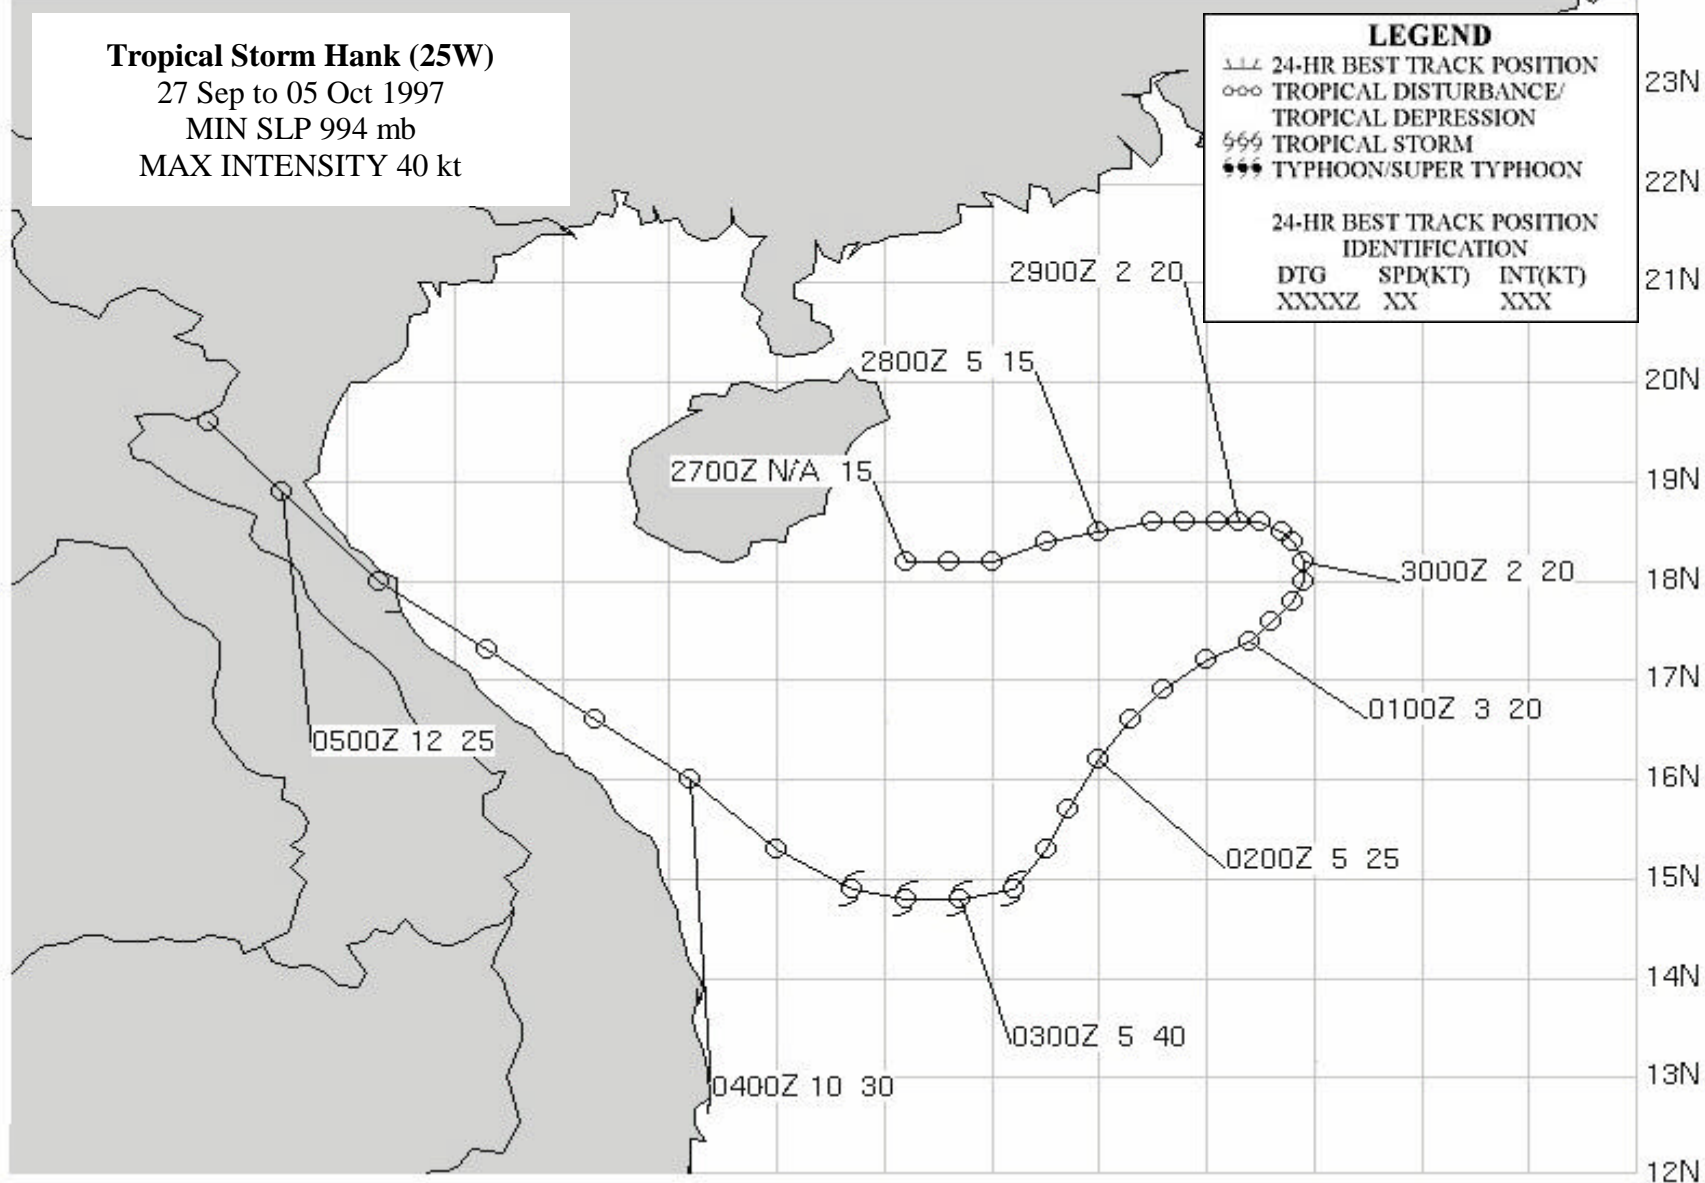 Tropical Storm Hank (25W)
27 Sep to 05 Oct 1997
MIN SLP 994 mb
MAX INTENSITY 40 kt
LEGEND
24-HR BEST TRACK POSITION
TROPICAL DISTURBANCE/
TROPICAL DEPRESSION
TROPICAL STORM
TYPHOON/SUPER TYPHOON
24-HR BEST TRACK POSITION
IDENTIFICATION
DTG SPD(KT) INT(KT)
XXXXZ XX XXX
23N
22N
21N
20N
19N
18N
17N
16N
15N
14N
13N
12N
2900Z 2 20
2800Z 5 15
2700Z N/A 15
3000Z 2 20
0100Z 3 20
0500Z 12 25
0200Z 5 25
0300Z 5 40
0400Z 10 30